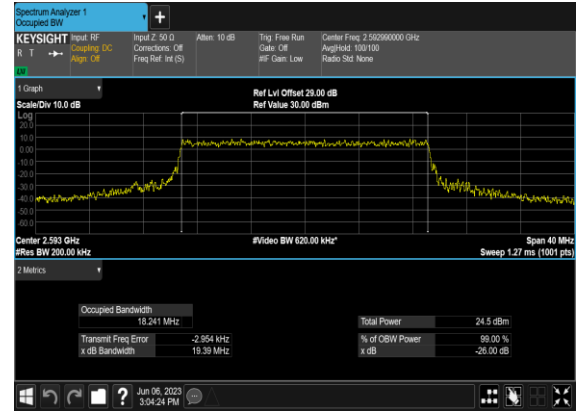 Spectrum Analyzer 1
Occupied BW
+
KEYSIGHT Input: RF Input Z: 50 Ω Atten: 10 dB Trig: Free Run Center Freq: 2.592990000 GHz
R T Coupling: DC Corrections: Off Gate: Off Avg|Hold: 100/100
Align: Off Freq Ref: Int (S) #IF Gain: Low Radio Std: None
1 Graph
Ref Lvl Offset 29.00 dB
Scale/Div 10.0 dB Ref Value 30.00 dBm
Log
20.0
10.0
0.00
-10.0
-20.0
-30.0
-40.0
-50.0
-60.0
Center 2.593 GHz #Video BW 620.00 kHz* Span 40 MHz
#Res BW 200.00 kHz Sweep 1.27 ms (1001 pts)
2 Metrics
Occupied Bandwidth
18.241 MHz Total Power 24.5 dBm
Transmit Freq Error -2.954 kHz % of OBW Power 99.00 %
x dB Bandwidth 19.39 MHz x dB -26.00 dB
? Jun 06, 2023
3:04:24 PM